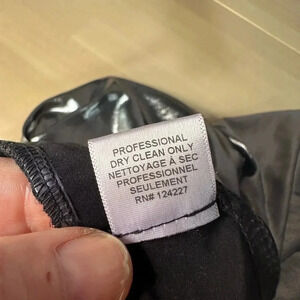 PROFESSIONAL
DRY CLEAN ONLY
NETTOYAGE À SEC
PROFESSIONNEL
SEULEMENT
RN# 124227